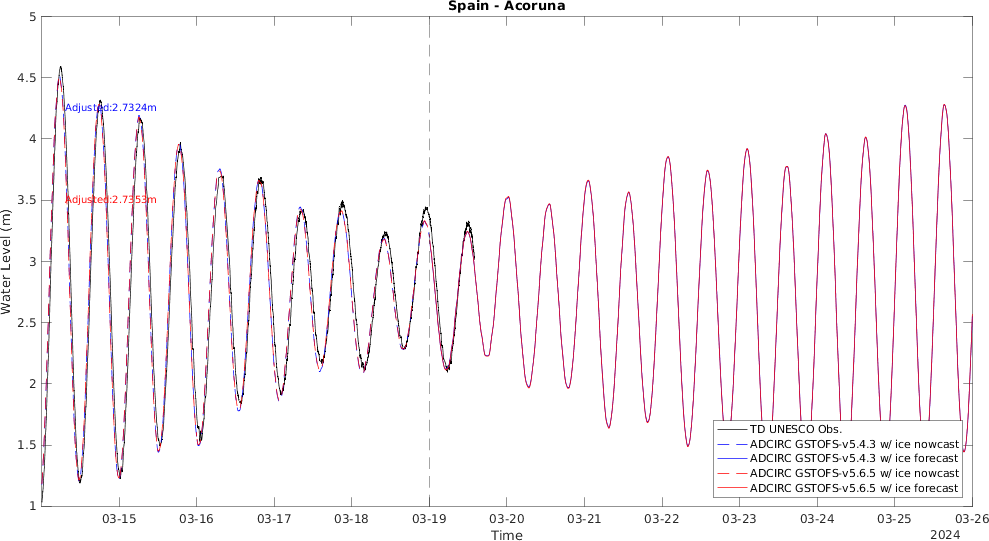 Spain - Acoruna
5
4.5
4
3.5
3
2.5
2
1.5
1
Water Level (m)
Adjusted:2.7324m
Adjusted:2.7353m
TD UNESCO Obs.
ADCIRC GSTOFS-v5.4.3 w/ ice nowcast
ADCIRC GSTOFS-v5.4.3 w/ ice forecast
ADCIRC GSTOFS-v5.6.5 w/ ice nowcast
ADCIRC GSTOFS-v5.6.5 w/ ice forecast
03-15 03-16 03-17 03-18 03-19 03-20 03-21 03-22 03-23 03-24 03-25 03-26
Time
2024